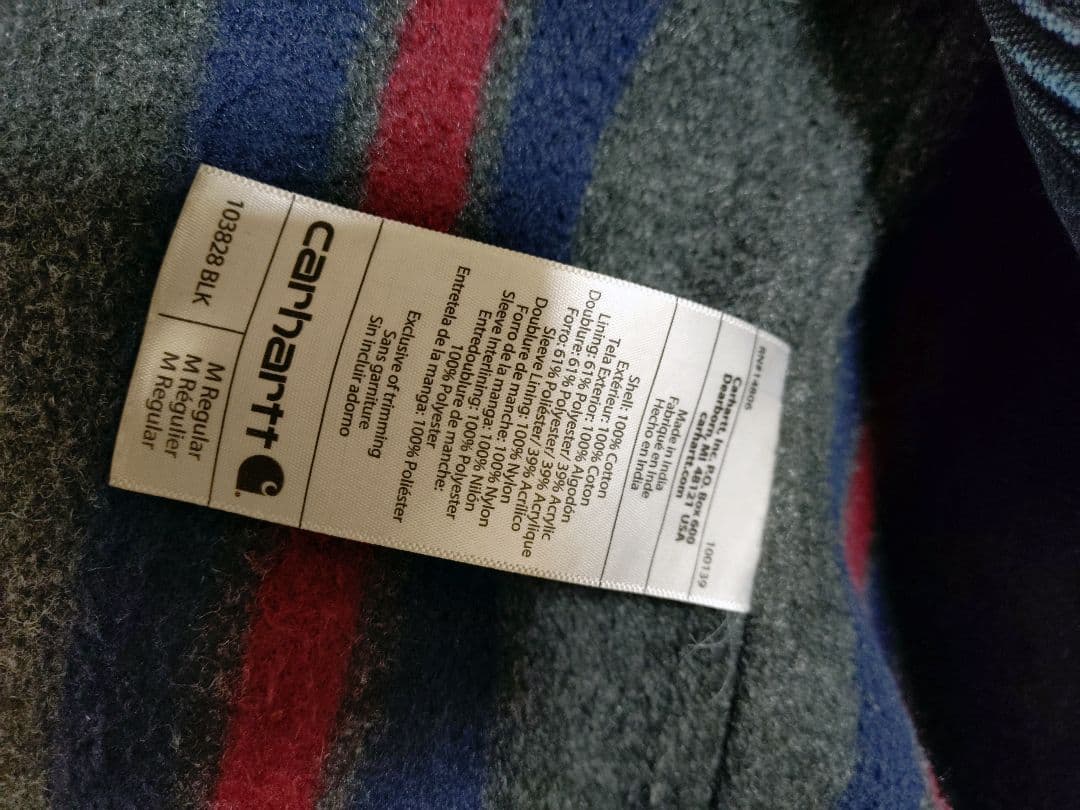 RN# 14806
100139
Carhartt, Inc. P.O. Box 600
Dearborn, MI 48121 USA
carhartt.com
Made in India
Fabriqué en Inde
Hecho en India
Shell: 100% Cotton
Extérieur: 100% Coton
Tela Exterior: 100% Algodón
Lining: 61% Polyester/ 39% Acrylic
Doublure: 61% Polyester/ 39% Acrylique
Forro: 61% Poliéster/ 39% Acrílico
Sleeve Lining: 100% Nylon
Doublure de manche: 100% Nylon
Forro de la manga: 100% Nilón
Sleeve Interlining: 100% Polyester
Entredoublure de manche:
100% Polyester
Entretela de la manga: 100% Poliéster
Exclusive of trimming
Sans garniture
Sin incluir adorno
carhartt
103828 BLK
M Regular
M Régulier
M Regular